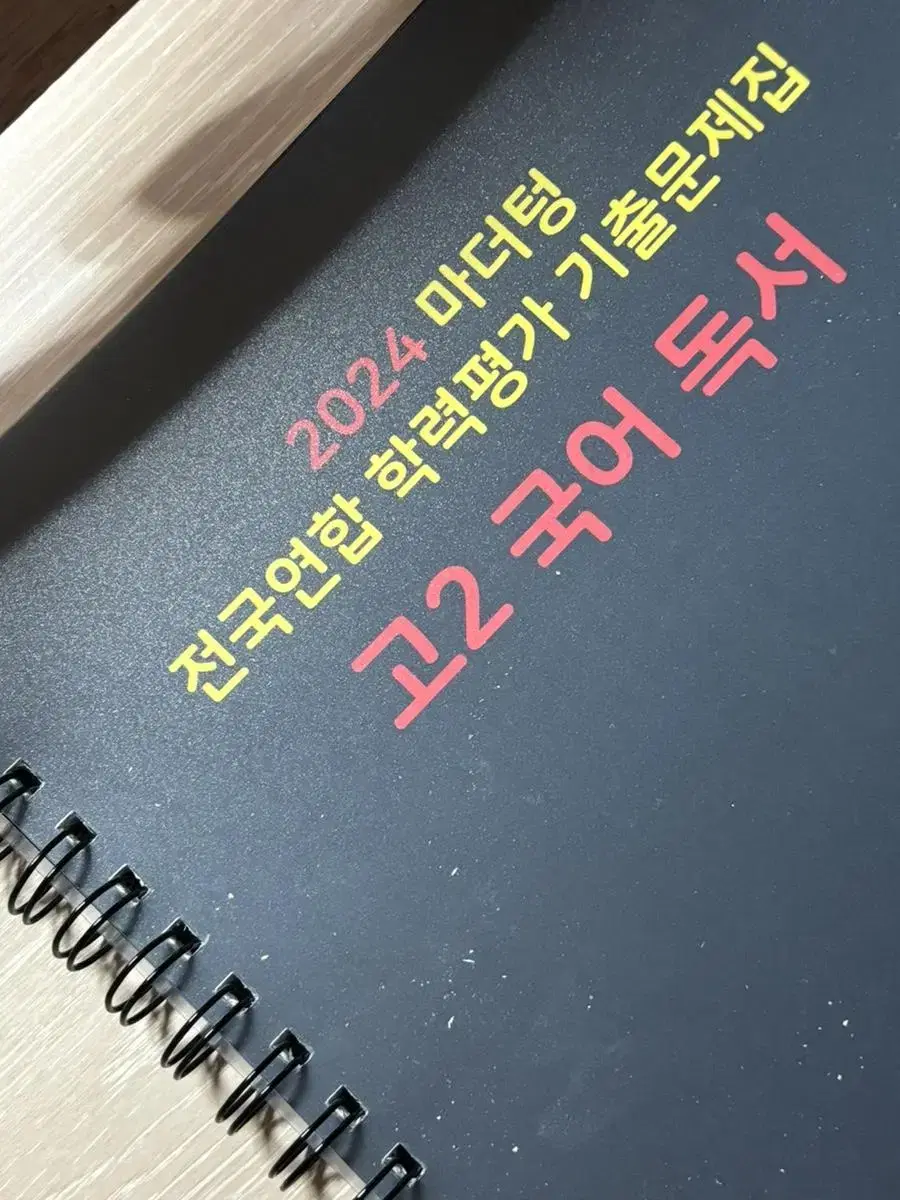 2024 마더텅
전국연합 학력평가 기출문제집
고2 국어 독서